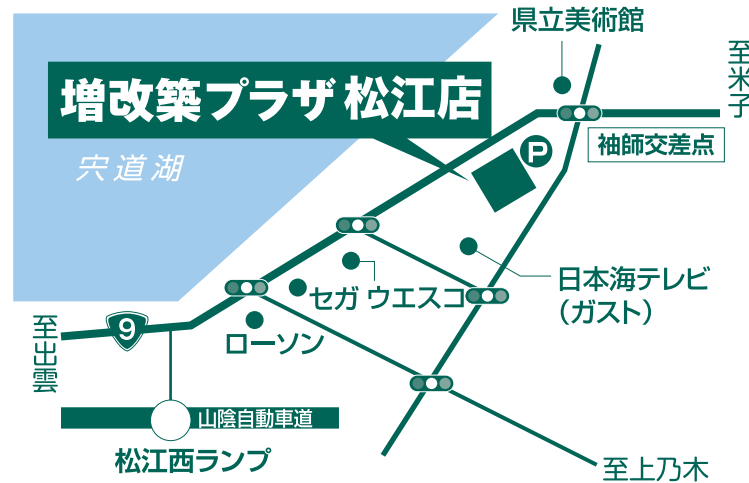 県立美術館
至米子
増改築プラザ 松江店
P
袖師交差点
宍道湖
日本海テレビ
（ガスト）
セガ ウエスコ
9
ローソン
至出雲
山陰自動車道
松江西ランプ
至上乃木